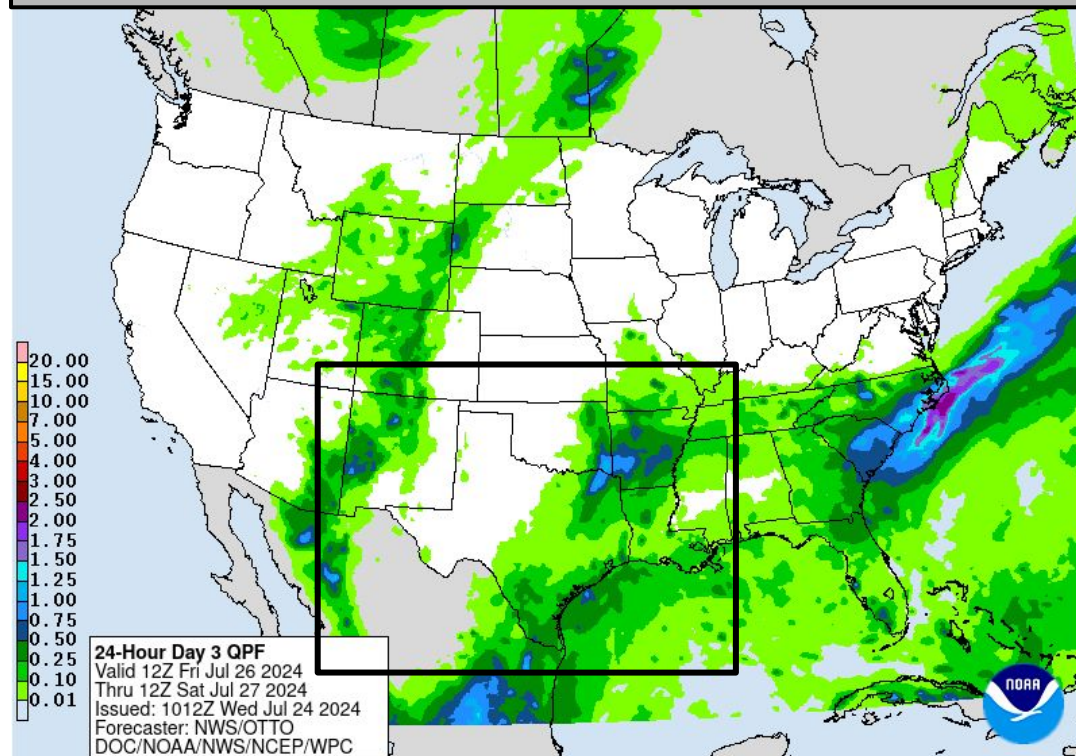 20.00
15.00
10.00
7.00
5.00
4.00
3.00
2.50
2.00
1.75
1.50
1.25
1.00
0.75
0.50
0.25
0.10
0.01
24-Hour Day 3 QPF
Valid 12Z Fri Jul 26 2024
Thru 12Z Sat Jul 27 2024
Issued: 1012Z Wed Jul 24 2024
Forecaster: NWS/OTTO
DOC/NOAA/NWS/NCEP/WPC
NOAA